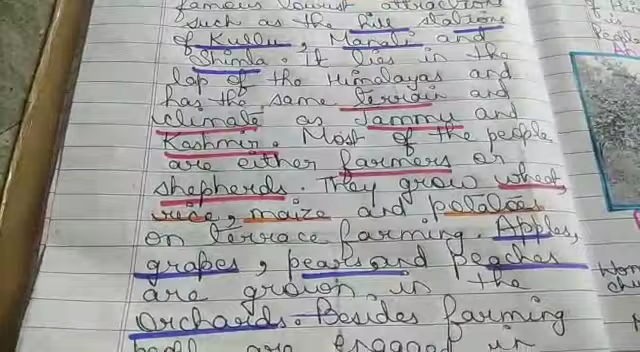 famous tourist attractions
such as the hill stations
of Kullu, Manali and
Shimla. It lies in the
lap of the Himalayas and
has the same terrain and
climate as Jammu and
Kashmir. Most of the people
are either farmers or
shepherds. They grow wheat,
rice, maize and potatoes
on terrace farming. Apples,
grapes, pears and peaches
are grown in the
Orchards. Besides farming
are engaged in